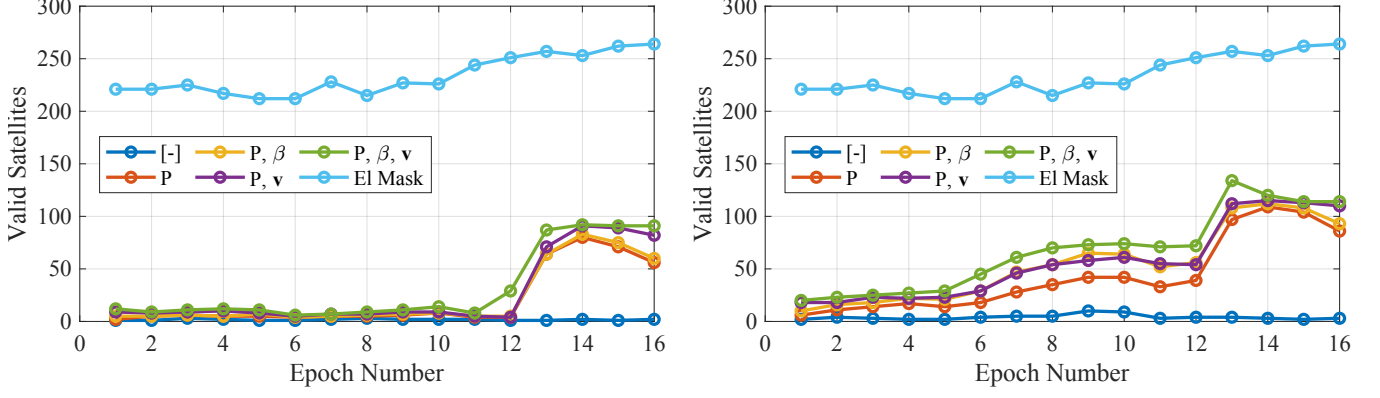 300
250
200
150
100
50
0
Valid Satellites
[-] P, β P, β, v
P P, v El Mask
0 2 4 6 8 10 12 14 16
Epoch Number
300
250
200
150
100
50
0
Valid Satellites
[-] P, β P, β, v
P P, v El Mask
0 2 4 6 8 10 12 14 16
Epoch Number